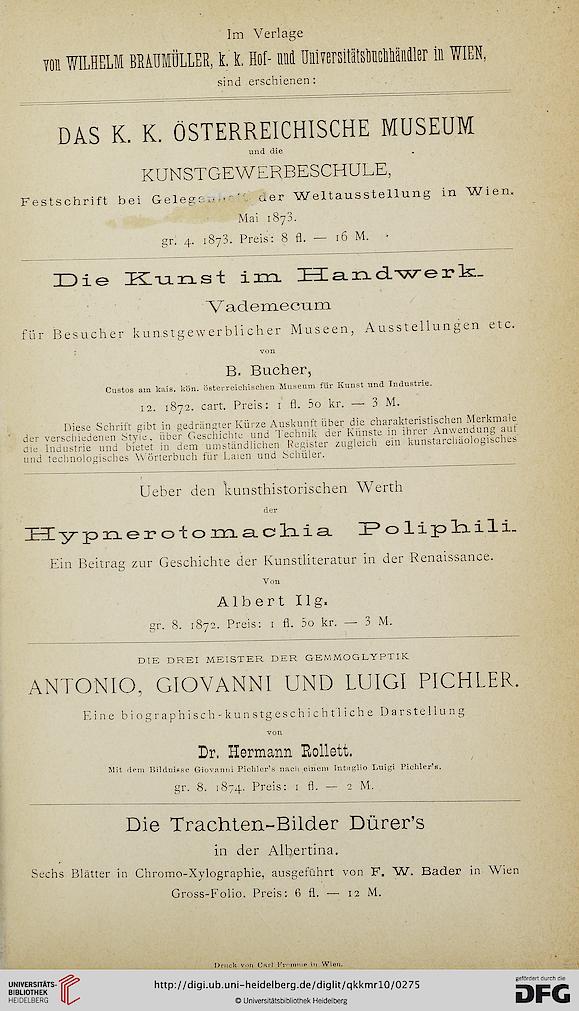 Im Verlage
von WILHELM BRAUMÜLLER, k. k. Hof- und Universitätsbuchhändler in WIEN,
sind erschienen:
DAS K. K. ÖSTERREICHISCHE MUSEUM
und die
KUNSTGEWERBESCHULE,
Festschrift bei Gelegenheit der Weltausstellung in Wien.
Mai 1873.
gr. 4. 1873. Preis: 8 fl. — 16 M.
Die Kunst im Handwerk.
Vademecum
für Besucher kunstgewerblicher Museen, Ausstellungen etc.
von
B. Bucher,
Custos am kais. kön. österreichischen Museum für Kunst und Industrie.
12. 1872. cart. Preis: 1 fl. 50 kr. — 3 M.
Diese Schrift gibt in gedrängter Kürze Auskunft über die charakteristischen Merkmale
der verschiedenen Style, über Geschichte und Technik der Künste in ihrer Anwendung auf
die Industrie und bietet in dem umständlichen Register zugleich ein kunstarchäologisches
und technologisches Wörterbuch für Laien und Schüler.
Ueber den kunsthistorischen Werth
der
Hypnerotomachia Poliphili.
Ein Beitrag zur Geschichte der Kunstliteratur in der Renaissance.
Von
Albert Ilg.
gr. 8. 1872. Preis: 1 fl. 50 kr. — 3 M.
DIE DREI MEISTER DER GEMMOGLYPTIK
ANTONIO, GIOVANNI UND LUIGI PICHLER.
Eine biographisch-kunstgeschichtliche Darstellung
von
Dr. Hermann Rollett.
Mit dem Bildnisse Giovanni Pichler's nach einem Intaglio Luigi Pichler's.
gr. 8. 1874. Preis: 1 fl. — 2 M.
Die Trachten-Bilder Dürer's
in der Albertina.
Sechs Blätter in Chromo-Xylographie, ausgeführt von F. W. Bader in Wien
Gross-Folio. Preis: 6 fl. — 12 M.
Druck von Carl Fromme in Wien.
UNIVERSITÄTS-
BIBLIOTHEK
HEIDELBERG
http://digi.ub.uni-heidelberg.de/diglit/qkkmr10/0275
© Universitätsbibliothek Heidelberg
gefördert durch die
DFG